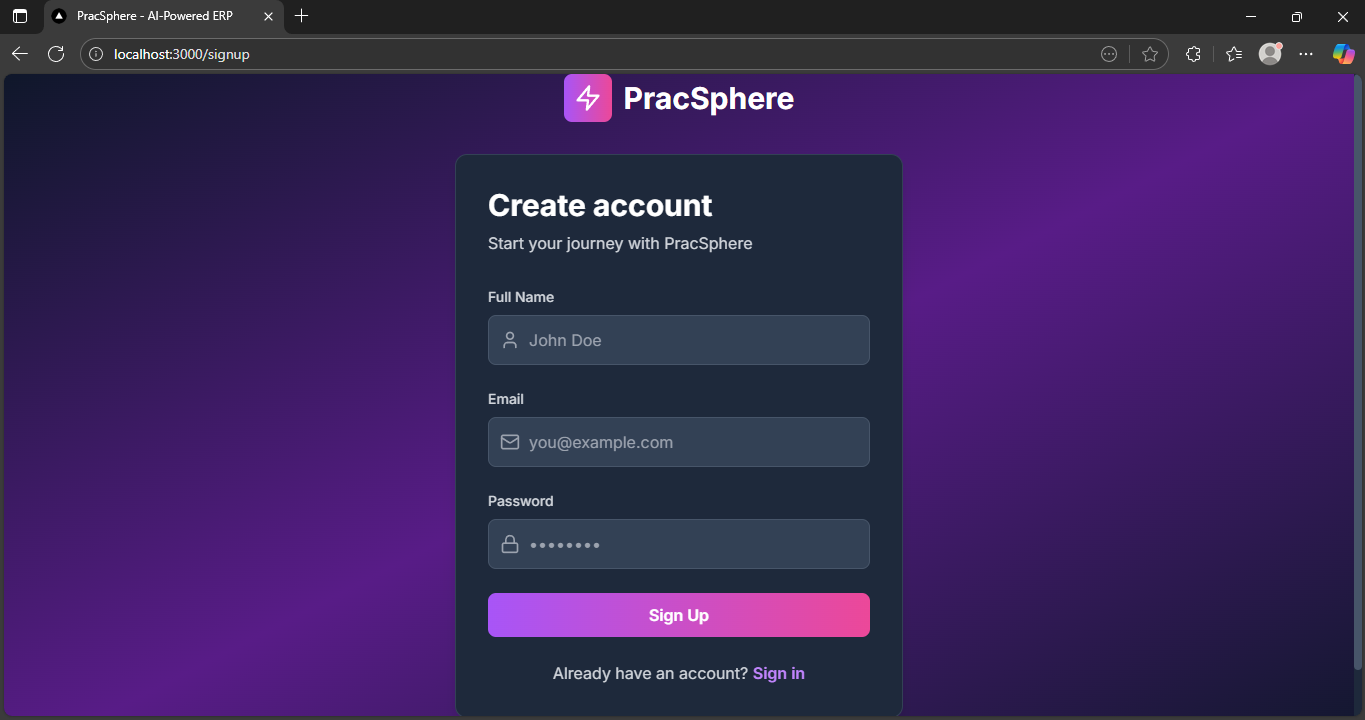 PracSphere - AI-Powered ERP
localhost:3000/signup
PracSphere
Create account
Start your journey with PracSphere
Full Name
John Doe
Email
you@example.com
Password
••••••••
Sign Up
Already have an account? Sign in